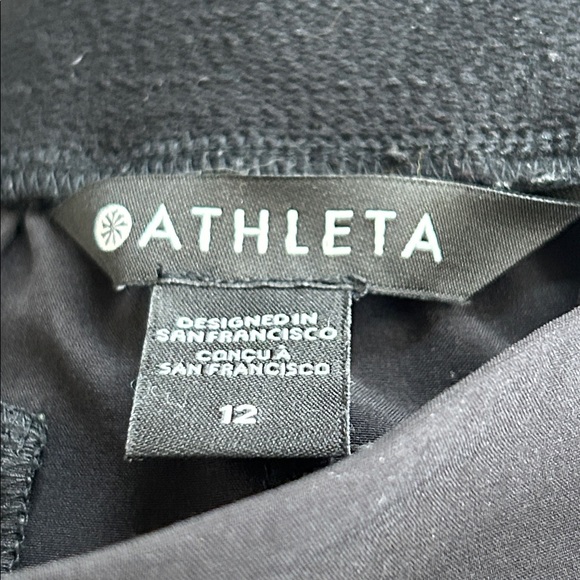 ATHLETA
DESIGNED IN
SAN FRANCISCO
CONÇU À
SAN FRANCISCO
12